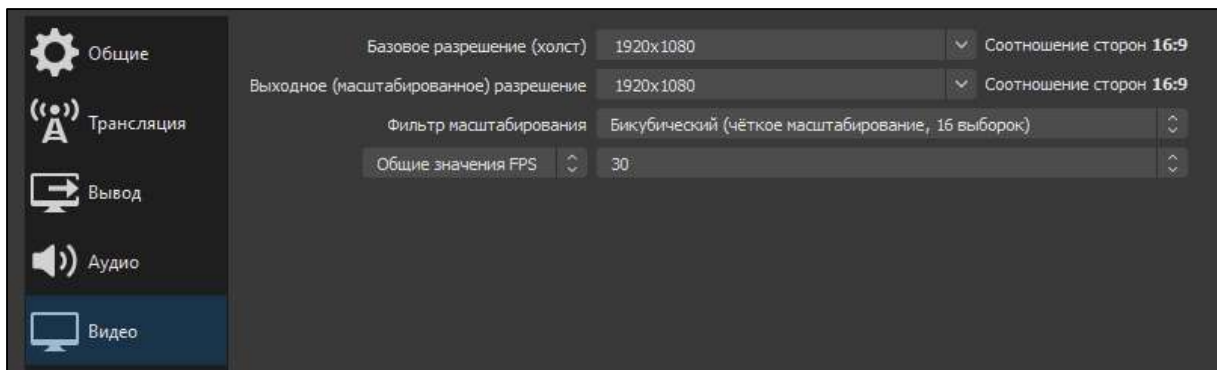 Общие
Трансляция
Вывод
Аудио
Видео
Базовое разрешение (холст) 1920x1080 Соотношение сторон 16:9
Выходное (масштабированное) разрешение 1920x1080 Соотношение сторон 16:9
Фильтр масштабирования Бикубический (чёткое масштабирование, 16 выборок)
Общие значения FPS 30